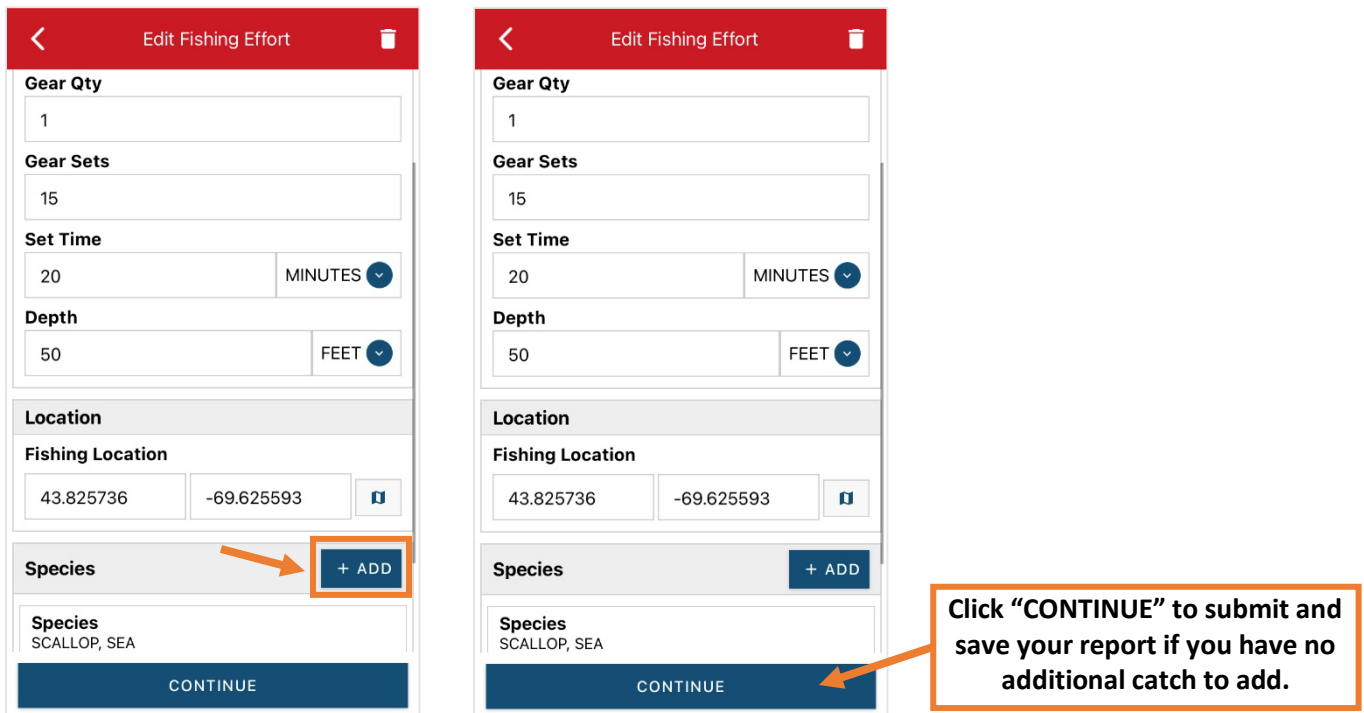 Edit Fishing Effort
Gear Qty
1
Gear Sets
15
Set Time
20 MINUTES
Depth
50 FEET
Location
Fishing Location
43.825736 -69.625593
Species + ADD
Species
SCALLOP, SEA
CONTINUE
Edit Fishing Effort
Gear Qty
1
Gear Sets
15
Set Time
20 MINUTES
Depth
50 FEET
Location
Fishing Location
43.825736 -69.625593
Species + ADD
Species
SCALLOP, SEA
CONTINUE
Click “CONTINUE” to submit and
save your report if you have no
additional catch to add.